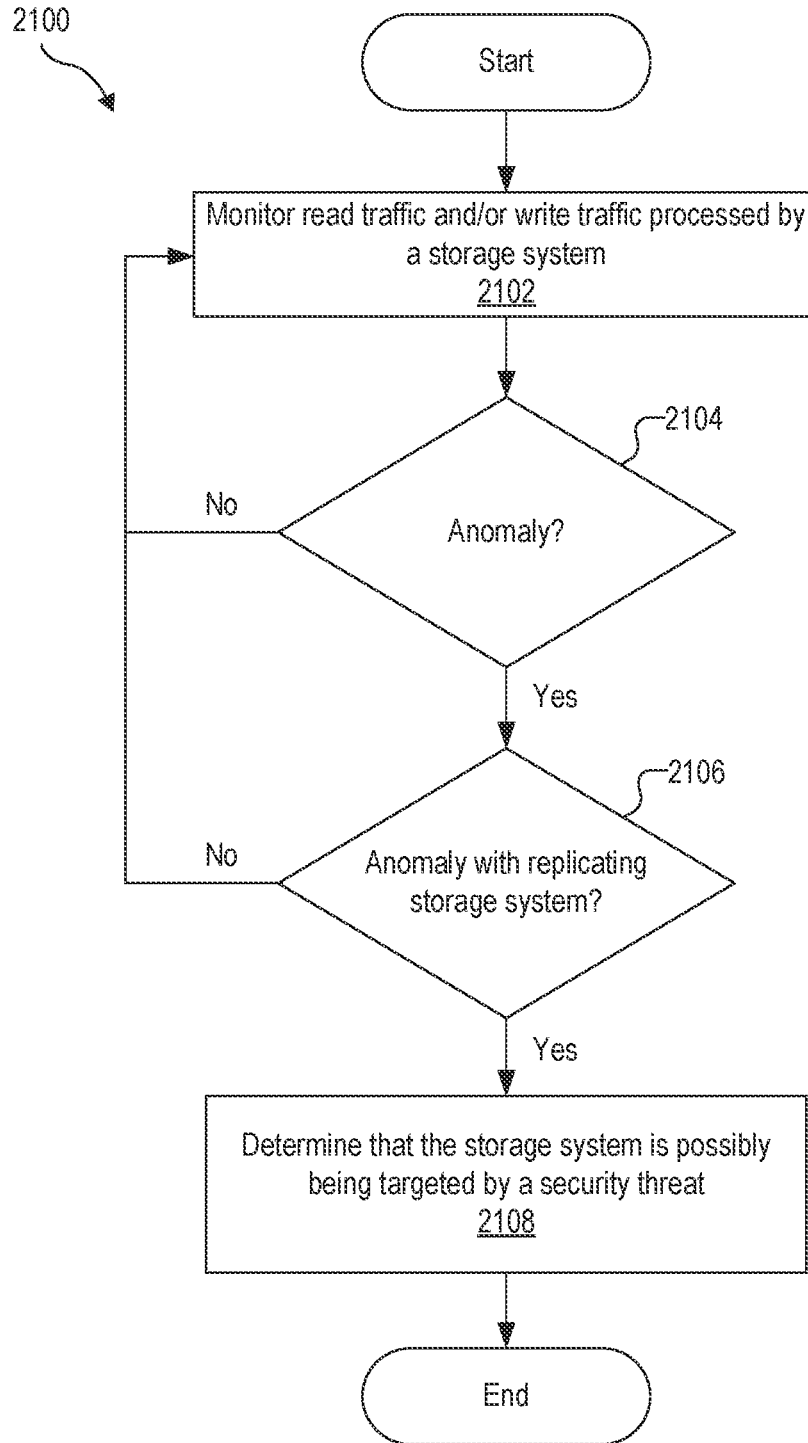 2100
Start
Monitor read traffic and/or write traffic processed by
a storage system
2102
2104
Anomaly?
No
Yes
2106
Anomaly with replicating
storage system?
No
Yes
Determine that the storage system is possibly
being targeted by a security threat
2108
End